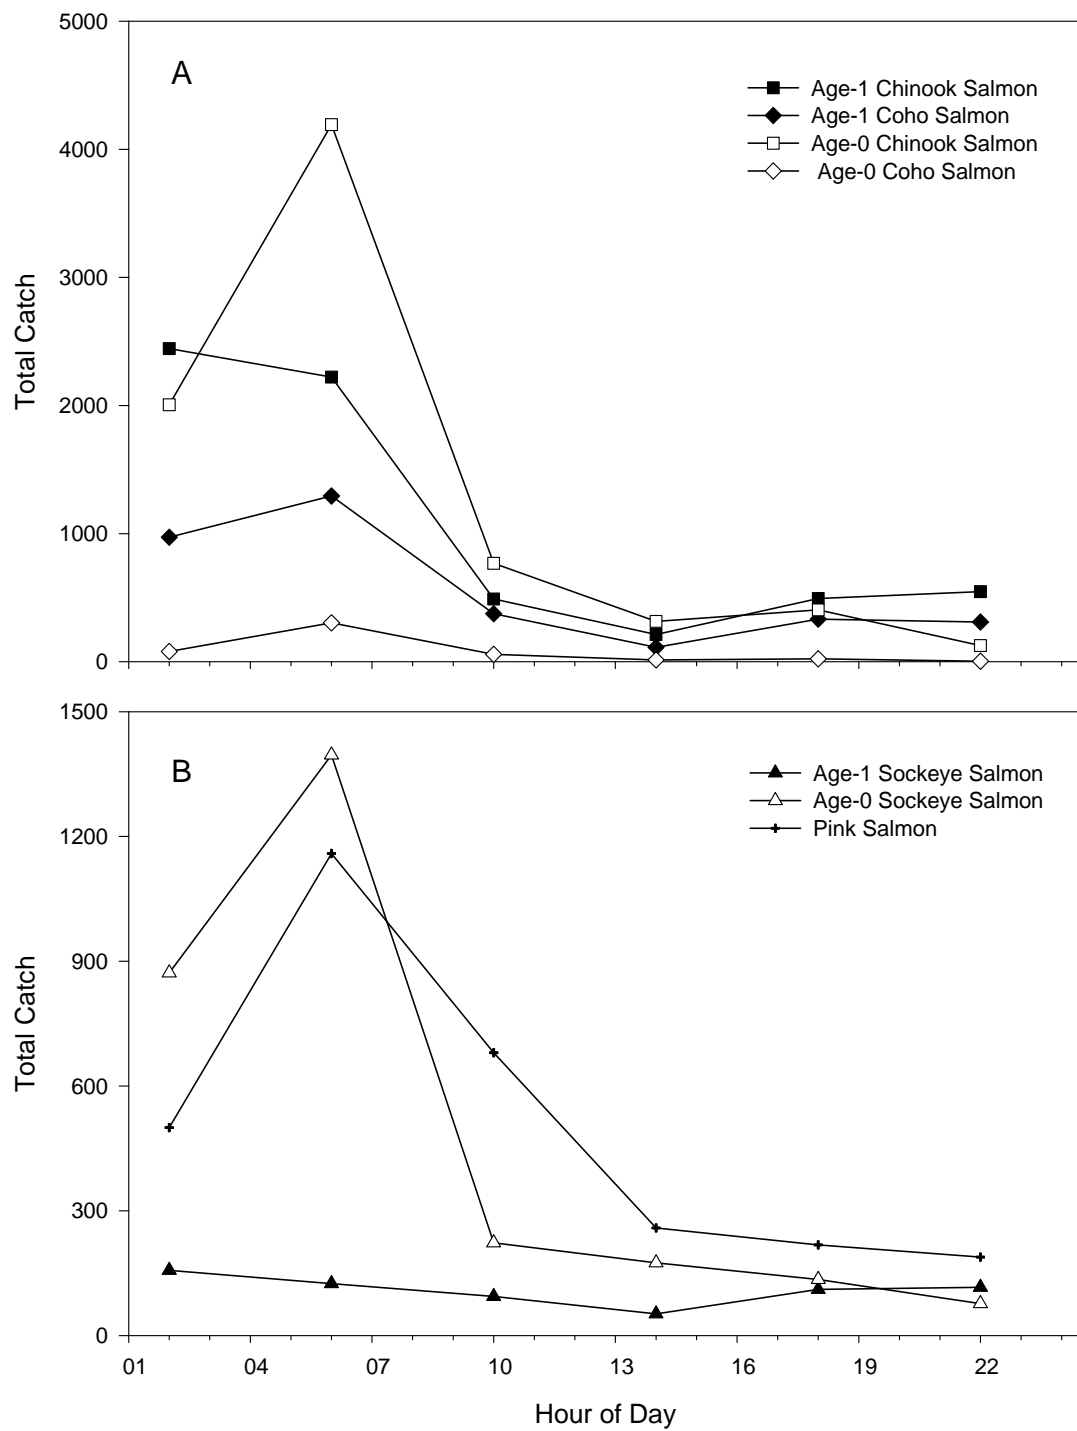 5000
A
Age-1 Chinook Salmon
Age-1 Coho Salmon
Age-0 Chinook Salmon
Age-0 Coho Salmon
4000
3000
2000
1000
0
Total Catch
1500
B
Age-1 Sockeye Salmon
Age-0 Sockeye Salmon
Pink Salmon
1200
900
600
300
0
Total Catch
01 04 07 10 13 16 19 22
Hour of Day